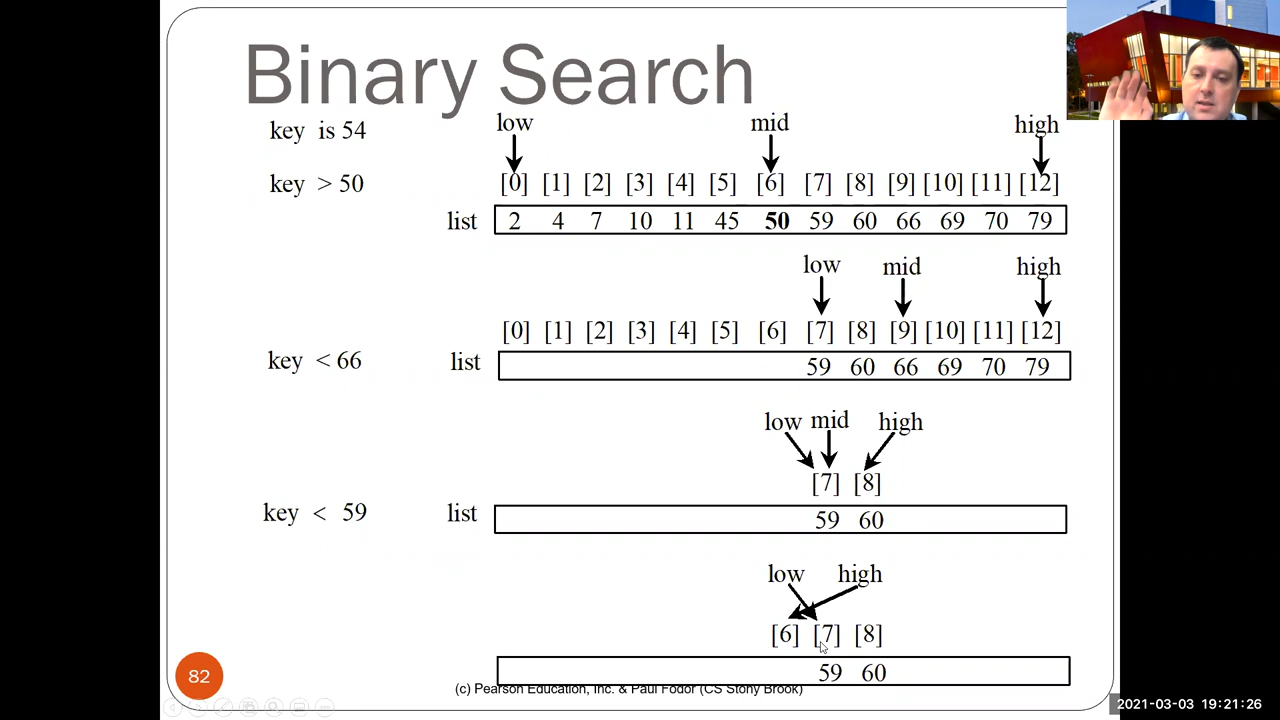 Binary Search
key is 54
low mid high
key > 50
[0] [1] [2] [3] [4] [5] [6] [7] [8] [9] [10] [11] [12]
list 2 4 7 10 11 45 50 59 60 66 69 70 79
low mid high
[0] [1] [2] [3] [4] [5] [6] [7] [8] [9] [10] [11] [12]
key < 66 list 59 60 66 69 70 79
low mid high
[7] [8]
key < 59 list 59 60
low high
[6] [7] [8]
59 60
82
(c) Pearson Education, Inc. & Paul Fodor (CS Stony Brook)
2021-03-03 19:21:26